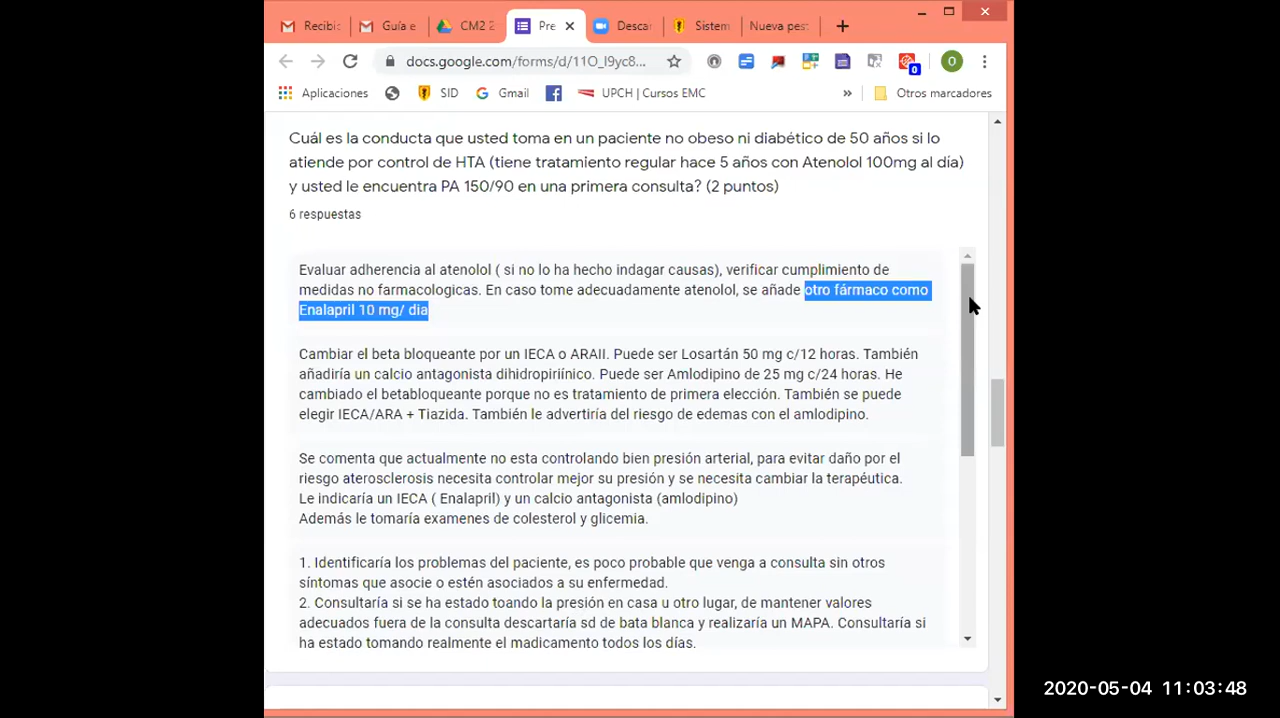 Recibi
Guía e
CM2 2
Pre
Desca
Sistem
Nueva pes
docs.google.com/forms/d/11O_I9yc8...
0
O
Aplicaciones
SID
Gmail
UPCH | Cursos EMC
»
Otros marcadores
Cuál es la conducta que usted toma en un paciente no obeso ni diabético de 50 años si lo
atiende por control de HTA (tiene tratamiento regular hace 5 años con Atenolol 100mg al día)
y usted le encuentra PA 150/90 en una primera consulta? (2 puntos)
6 respuestas
Evaluar adherencia al atenolol ( si no lo ha hecho indagar causas), verificar cumplimiento de
medidas no farmacologicas. En caso tome adecuadamente atenolol, se añade otro fármaco como
Enalapril 10 mg/ dia
Cambiar el beta bloqueante por un IECA o ARAII. Puede ser Losartán 50 mg c/12 horas. También
añadiría un calcio antagonista dihidropiriínico. Puede ser Amlodipino de 25 mg c/24 horas. He
cambiado el betabloqueante porque no es tratamiento de primera elección. También se puede
elegir IECA/ARA + Tiazida. También le advertiría del riesgo de edemas con el amlodipino.
Se comenta que actualmente no esta controlando bien presión arterial, para evitar daño por el
riesgo aterosclerosis necesita controlar mejor su presión y se necesita cambiar la terapéutica.
Le indicaría un IECA ( Enalapril) y un calcio antagonista (amlodipino)
Además le tomaría examenes de colesterol y glicemia.
1. Identificaría los problemas del paciente, es poco probable que venga a consulta sin otros
síntomas que asocie o estén asociados a su enfermedad.
2. Consultaría si se ha estado toando la presión en casa u otro lugar, de mantener valores
adecuados fuera de la consulta descartaría sd de bata blanca y realizaría un MAPA. Consultaría si
ha estado tomando realmente el madicamento todos los días.
2020-05-04 11:03:48